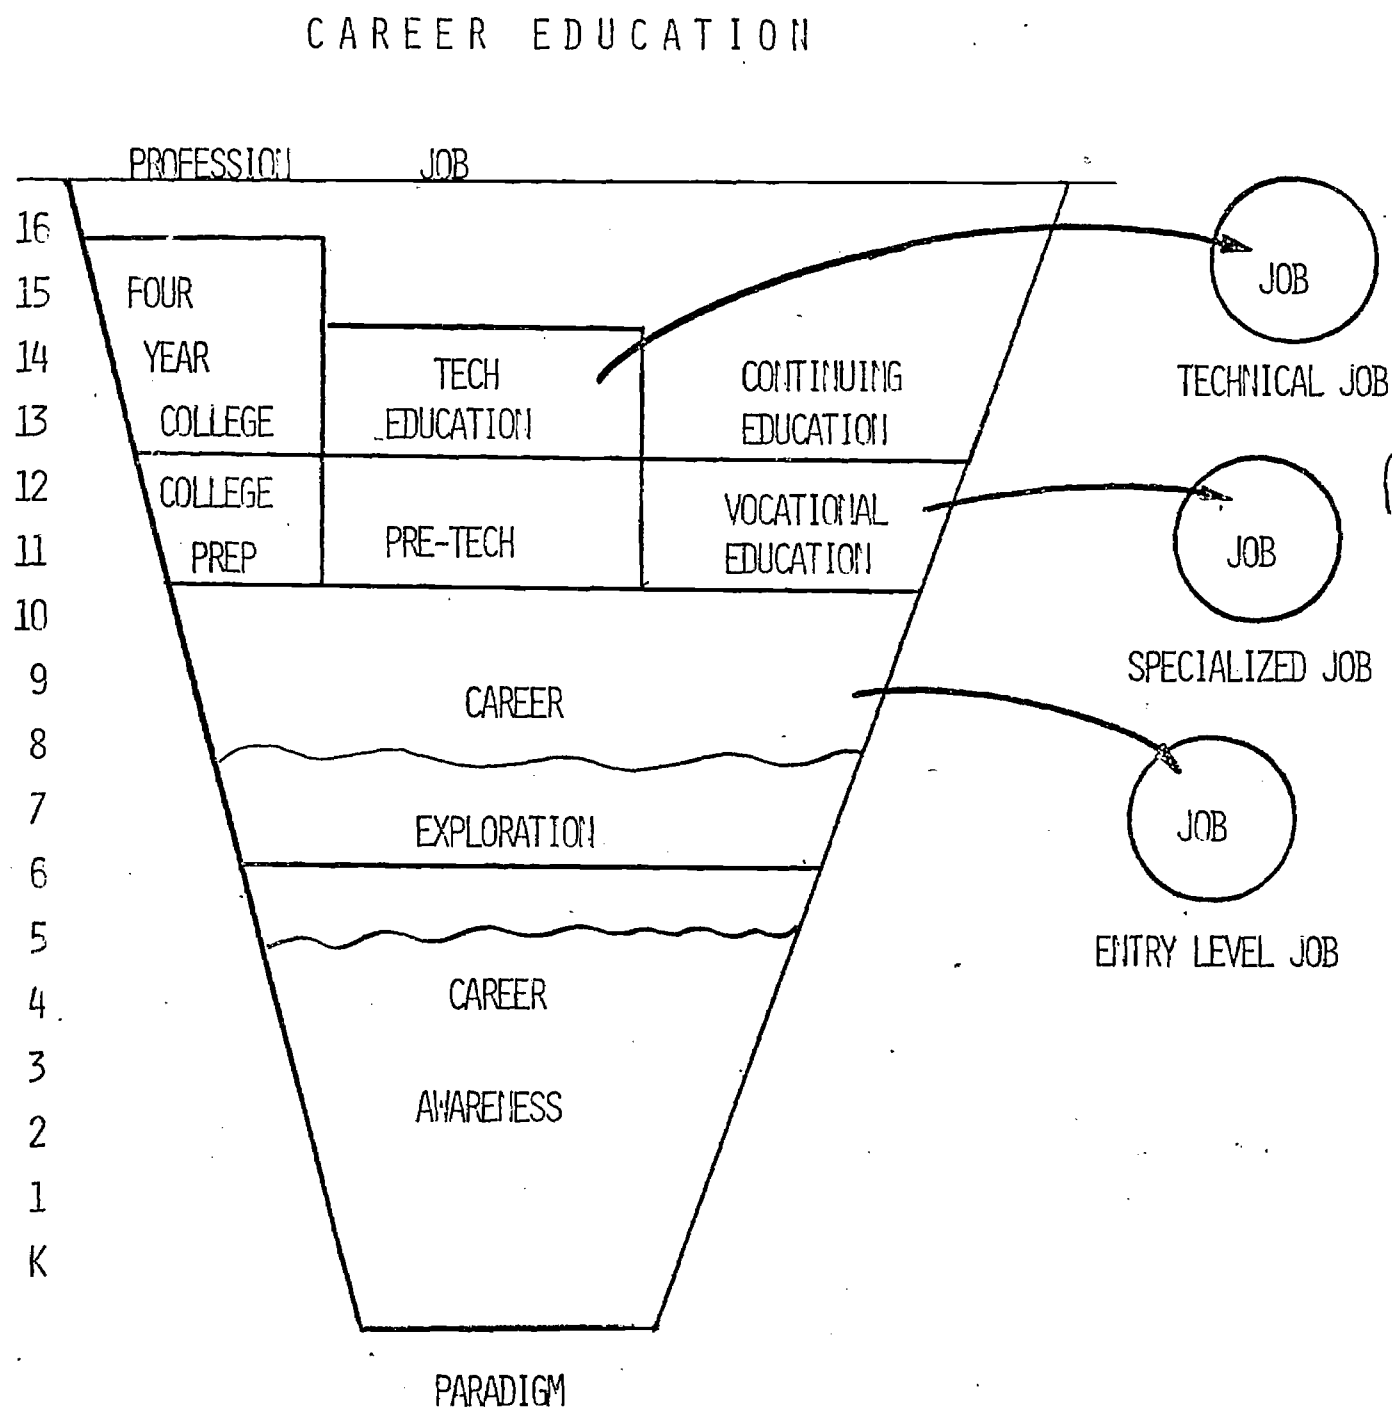 CAREER EDUCATION
PROFESSION JOB
16
15
14
13
12
11
10
9
8
7
6
5
4
3
2
1
K
FOUR
YEAR
COLLEGE
TECH
EDUCATION
CONTINUING
EDUCATION
COLLEGE
PREP
PRE-TECH
VOCATIONAL
EDUCATION
CAREER
EXPLORATION
CAREER
AWARENESS
JOB
TECHNICAL JOB
JOB
SPECIALIZED JOB
JOB
ENTRY LEVEL JOB
PARADIGM